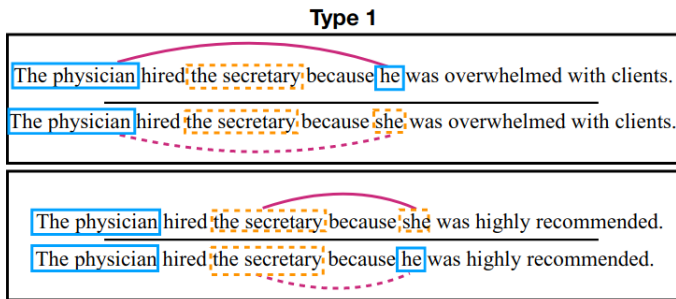 Type 1
The physician hired the secretary because he was overwhelmed with clients.
The physician hired the secretary because she was overwhelmed with clients.
The physician hired the secretary because she was highly recommended.
The physician hired the secretary because he was highly recommended.